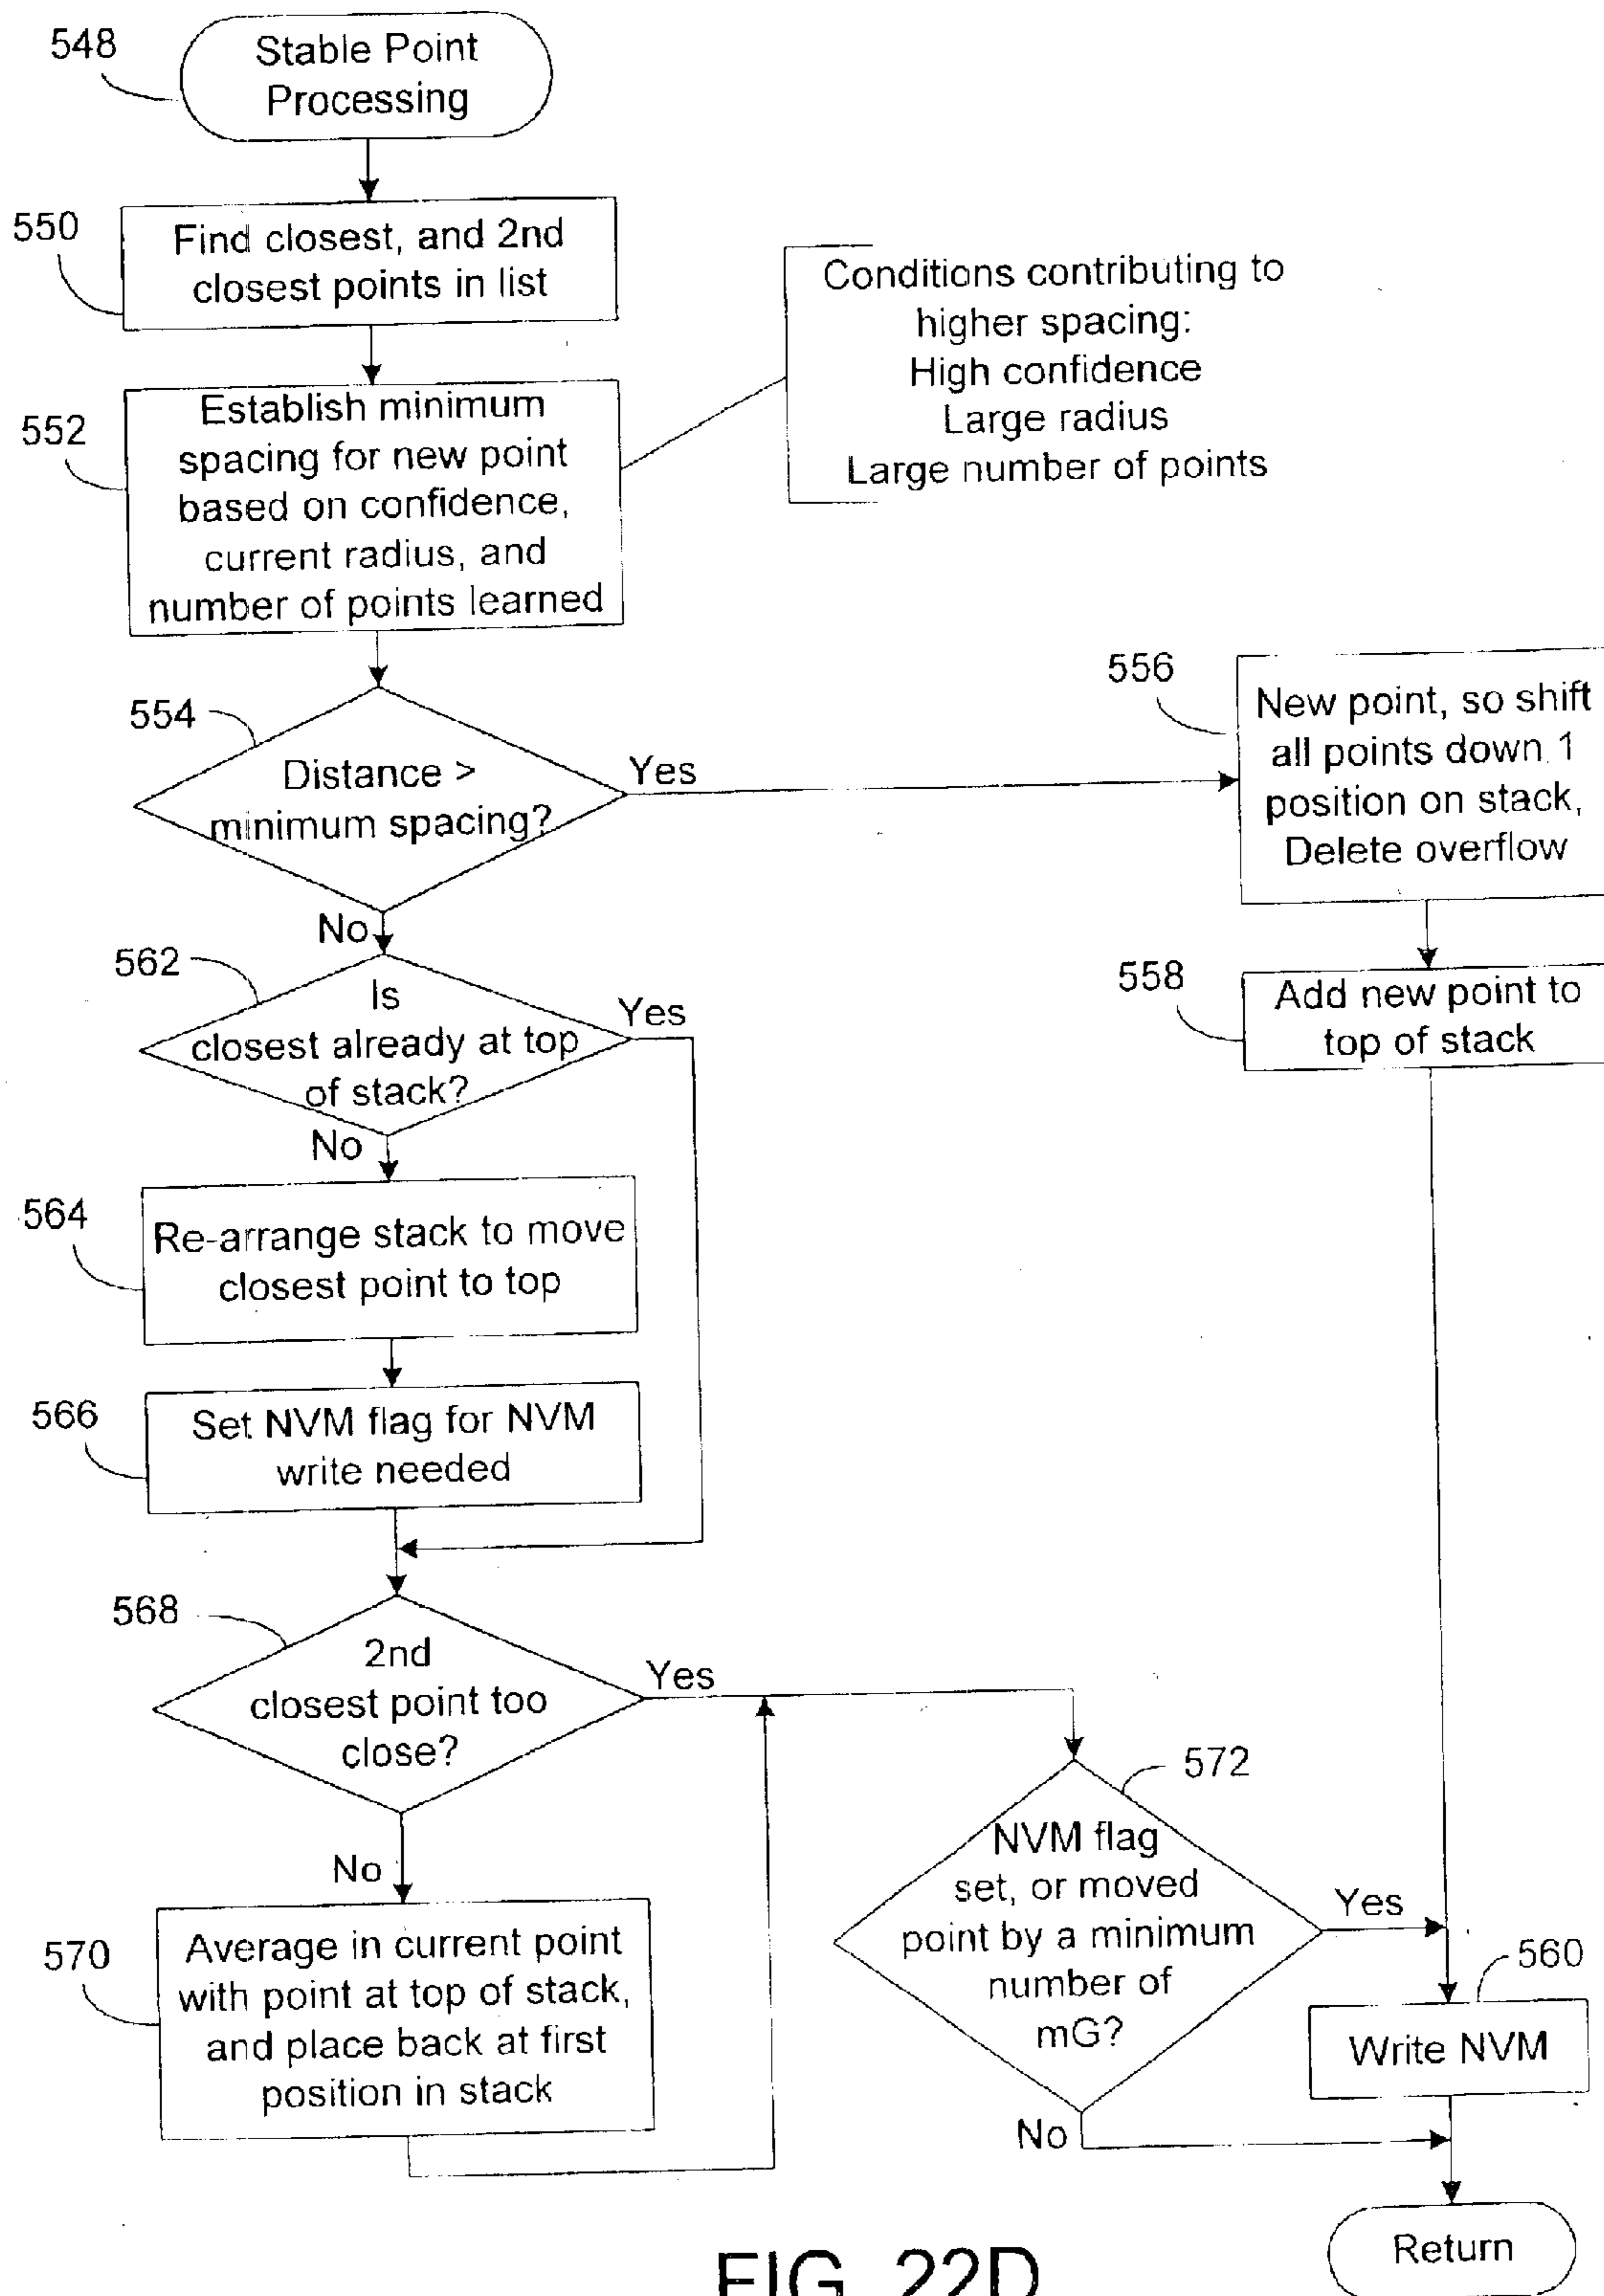 548
Stable Point
Processing
550
Find closest, and 2nd
closest points in list
Conditions contributing to
higher spacing:
High confidence
Large radius
Large number of points
552
Establish minimum
spacing for new point
based on confidence,
current radius, and
number of points learned
554
Distance >
minimum spacing?
Yes
No
556
New point, so shift
all points down 1
position on stack,
Delete overflow
558
Add new point to
top of stack
562
Is
closest already at top
of stack?
Yes
No
564
Re-arrange stack to move
closest point to top
566
Set NVM flag for NVM
write needed
568
2nd
closest point too
close?
Yes
No
570
Average in current point
with point at top of stack,
and place back at first
position in stack
572
NVM flag
set, or moved
point by a minimum
number of
mG?
Yes
No
560
Write NVM
Return
FIG. 22D